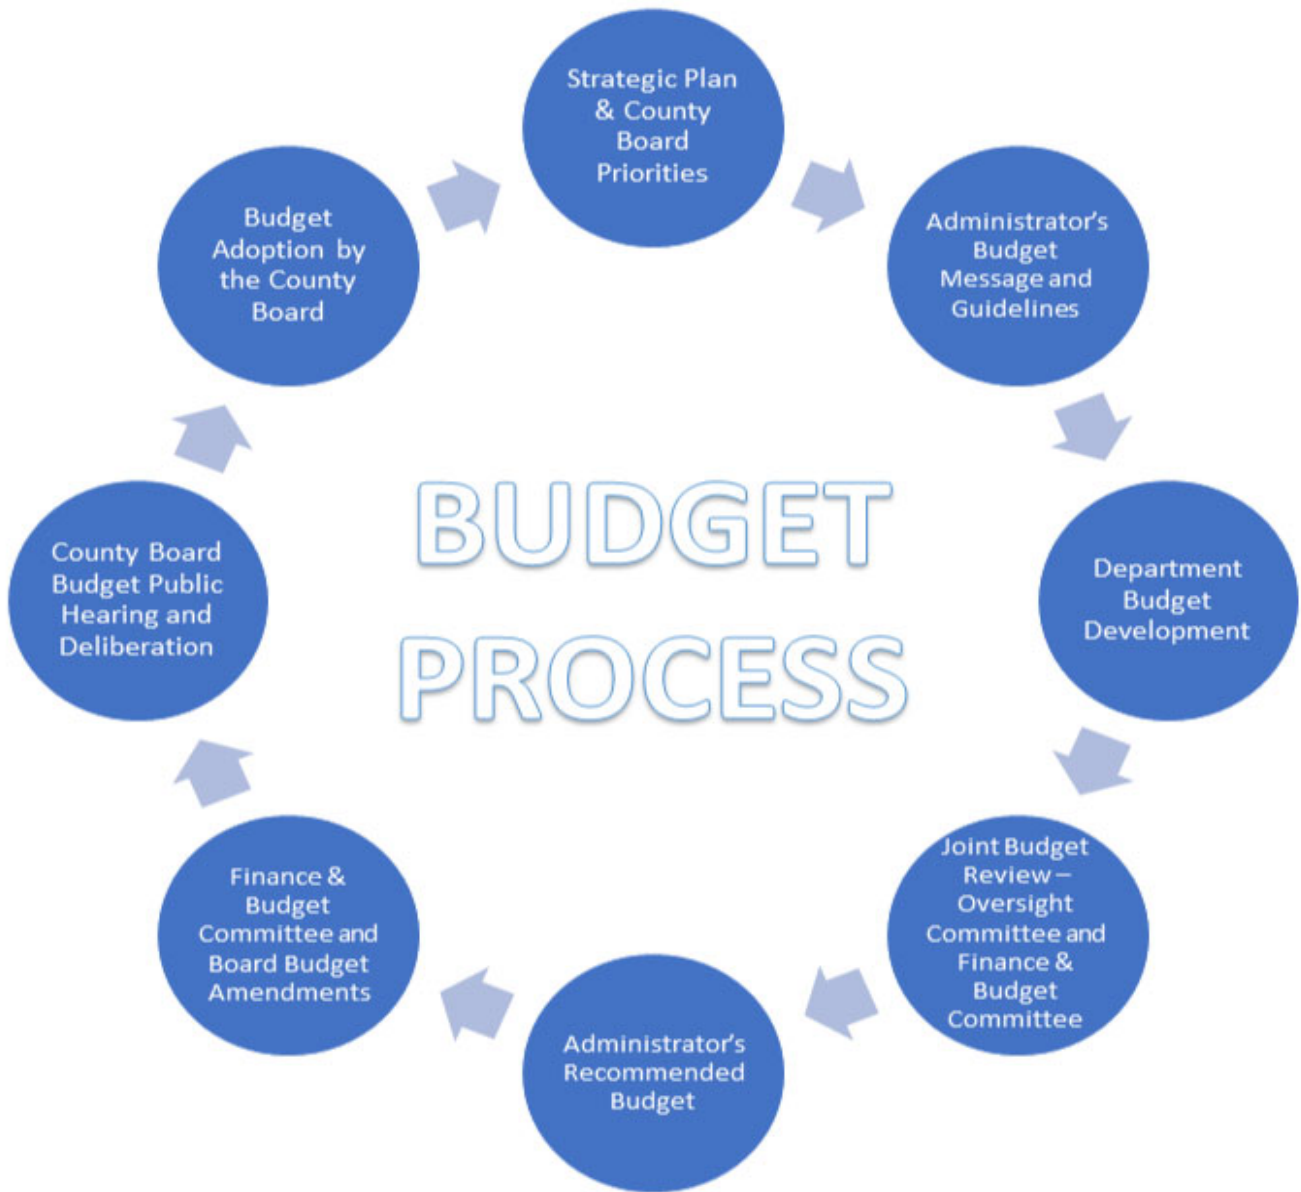 Strategic Plan
& County
Board
Priorities
Administrator's
Budget
Message and
Guidelines
Department
Budget
Development
Joint Budget
Review –
Oversight
Committee and
Finance &
Budget
Committee
Administrator's
Recommended
Budget
Finance &
Budget
Committee and
Board Budget
Amendments
County Board
Budget Public
Hearing and
Deliberation
Budget
Adoption by
the County
Board
BUDGET
PROCESS